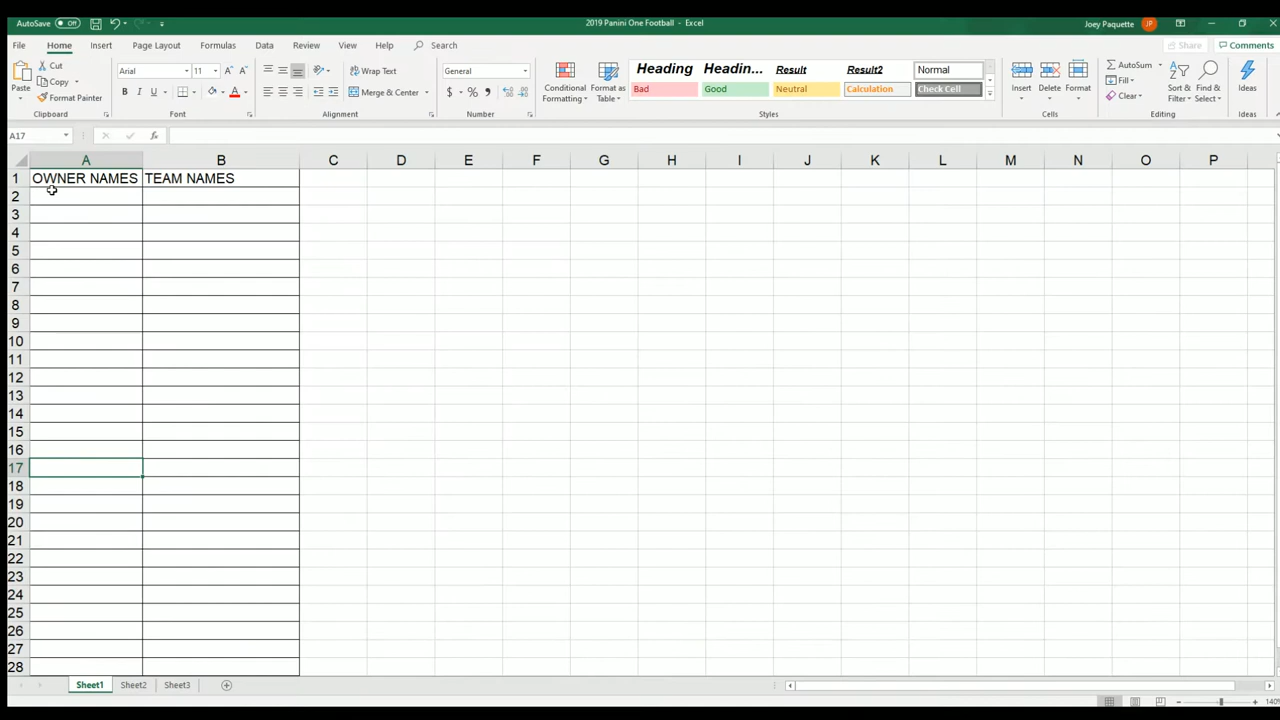 AutoSave Off 2019 Panini One Football - Excel Joey Paquette JP
File Home Insert Page Layout Formulas Data Review View Help Search Share Comments
Paste Cut Copy Format Painter Clipboard
Arial 11 A A B I U A Font
Wrap Text Merge & Center Alignment
General $ % , Number
Conditional Formatting Format as Table
Heading Headin... Result Result2 Normal
Bad Good Neutral Calculation Check Cell
Styles
Insert Delete Format Cells
AutoSum Fill Clear Sort & Filter Find & Select Editing
Ideas Ideas
A17 fx
A B C D E F G H I J K L M N O P
1 OWNER NAMES TEAM NAMES
2
3
4
5
6
7
8
9
10
11
12
13
14
15
16
17
18
19
20
21
22
23
24
25
26
27
28
Sheet1 Sheet2 Sheet3
140%